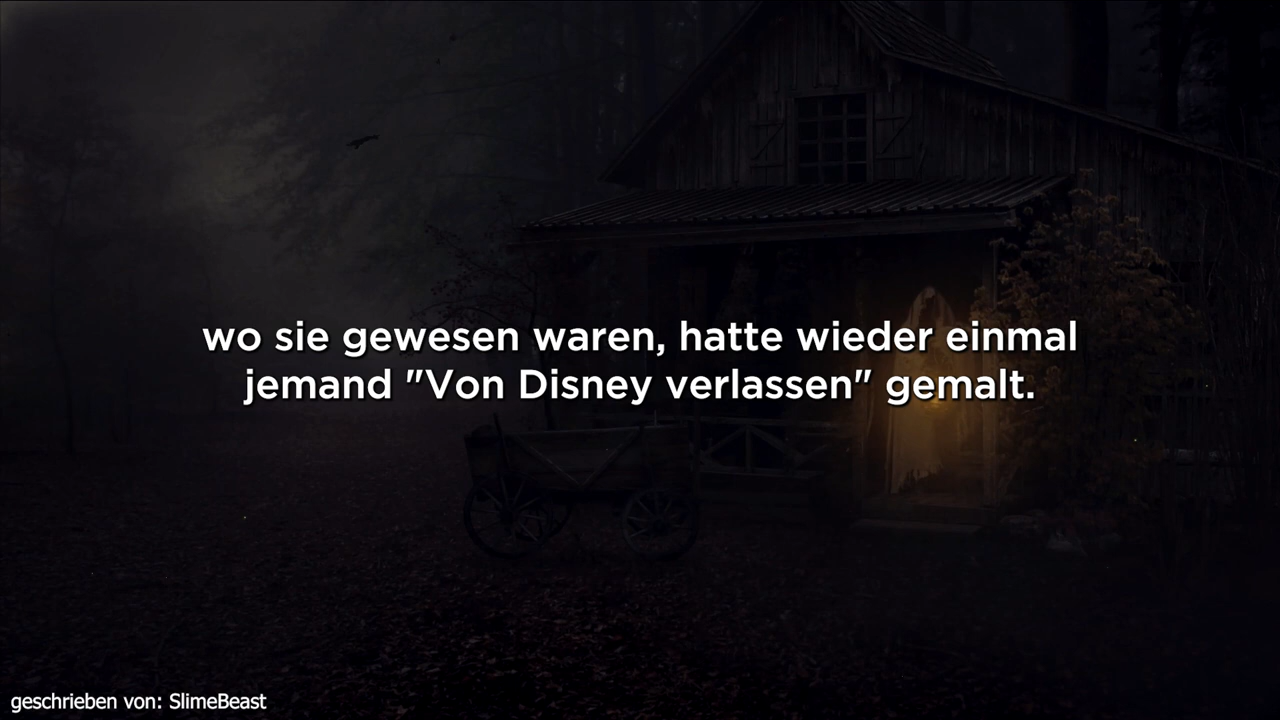 wo sie gewesen waren, hatte wieder einmal
jemand "Von Disney verlassen" gemalt.
geschrieben von: SlimeBeast